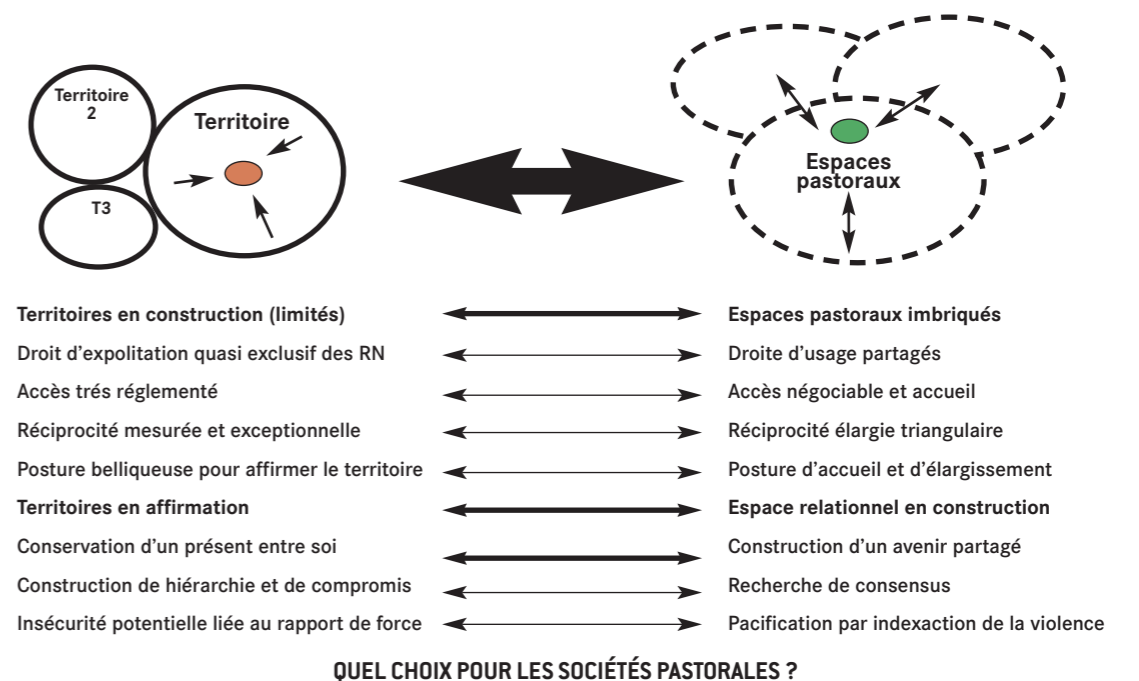 Territoire
2
T3
Territoire
Espaces
pastoraux
Territoires en construction (limités)
Espaces pastoraux imbriqués
Droit d'expolitation quasi exclusif des RN
Droite d'usage partagés
Accès trés réglementé
Accès négociable et accueil
Réciprocité mesurée et exceptionnelle
Réciprocité élargie triangulaire
Posture belliqueuse pour affirmer le territoire
Posture d'accueil et d'élargissement
Territoires en affirmation
Espace relationnel en construction
Conservation d'un présent entre soi
Construction d'un avenir partagé
Construction de hiérarchie et de compromis
Recherche de consensus
Insécurité potentielle liée au rapport de force
Pacification par indexaction de la violence
QUEL CHOIX POUR LES SOCIÉTÉS PASTORALES ?